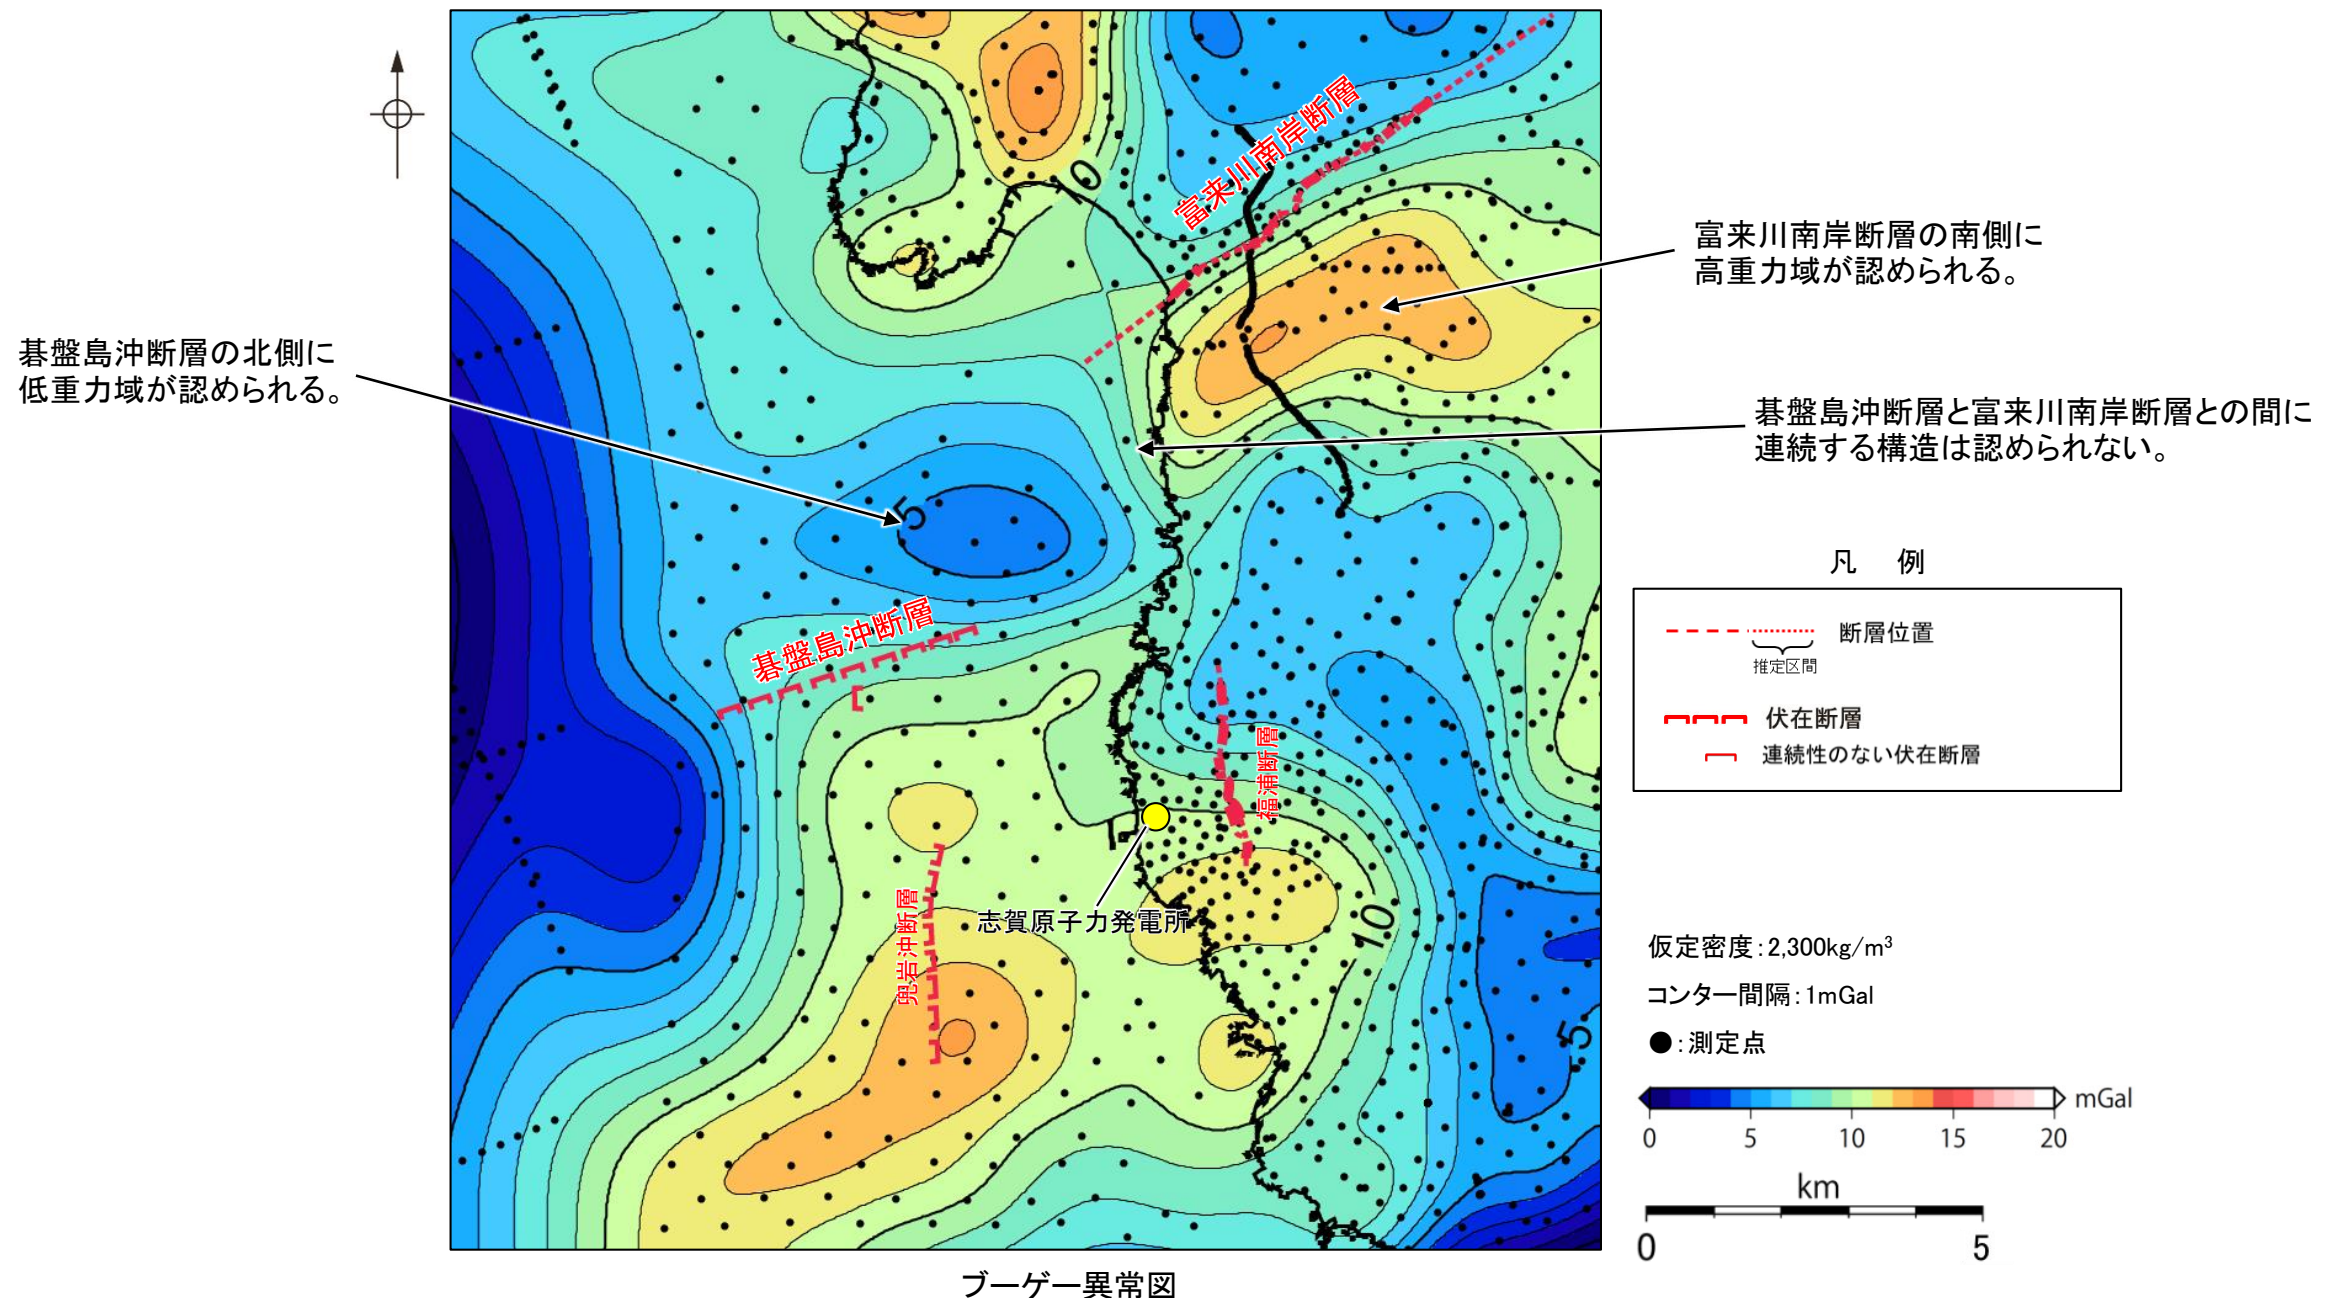 富来川南岸断層
10
富来川南岸断層の南側に
高重力域が認められる。
碁盤島沖断層の北側に
低重力域が認められる。
碁盤島沖断層と富来川南岸断層との間に
連続する構造は認められない。
5
碁盤島沖断層
凡 例
断層位置
推定区間
伏在断層
連続性のない伏在断層
福浦断層
兜岩沖断層
志賀原子力発電所
10
5
仮定密度：2,300kg/m³
コンター間隔：1mGal
●：測定点
mGal
0 5 10 15 20
km
0 5
ブーゲー異常図